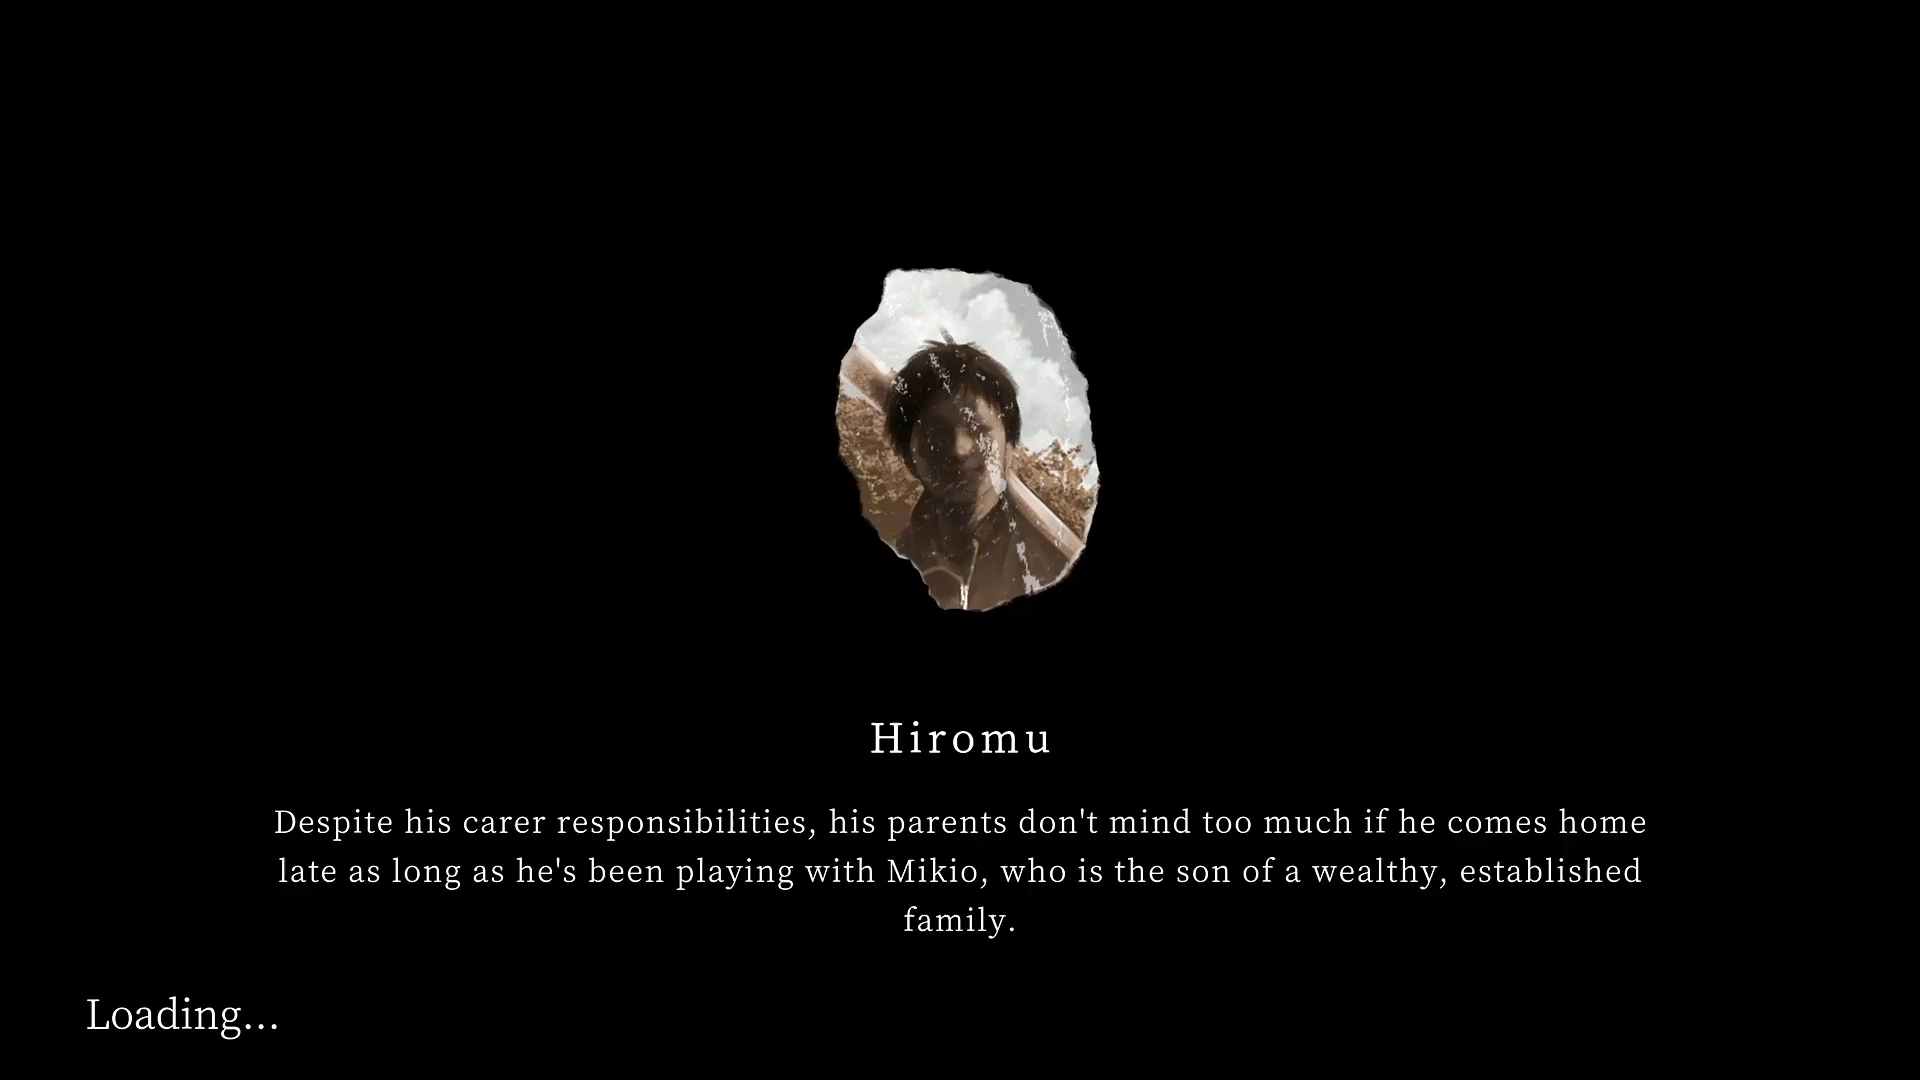 Hiromu
Despite his carer responsibilities, his parents don't mind too much if he comes home
late as long as he's been playing with Mikio, who is the son of a wealthy, established
family.
Loading...